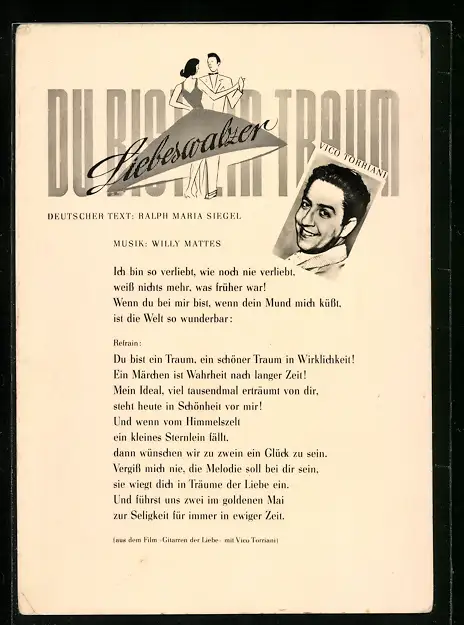 DU BIST EIN TRAUM
Liebeswalzer
VICO TORRIANI
DEUTSCHER TEXT: RALPH MARIA SIEGEL
MUSIK: WILLY MATTES
Ich bin so verliebt, wie noch nie verliebt,
weiß nichts mehr, was früher war!
Wenn du bei mir bist, wenn dein Mund mich küßt,
ist die Welt so wunderbar:
Refrain:
Du bist ein Traum, ein schöner Traum in Wirklichkeit!
Ein Märchen ist Wahrheit nach langer Zeit!
Mein Ideal, viel tausendmal erträumt von dir,
steht heute in Schönheit vor mir!
Und wenn vom Himmelszelt
ein kleines Sternlein fällt,
dann wünschen wir zu zwein ein Glück zu sein.
Vergiß mich nie, die Melodie soll bei dir sein,
sie wiegt dich in Träume der Liebe ein.
Und führst uns zwei im goldenen Mai
zur Seligkeit für immer in ewiger Zeit.
(aus dem Film »Gitarren der Liebe« mit Vico Torriani)